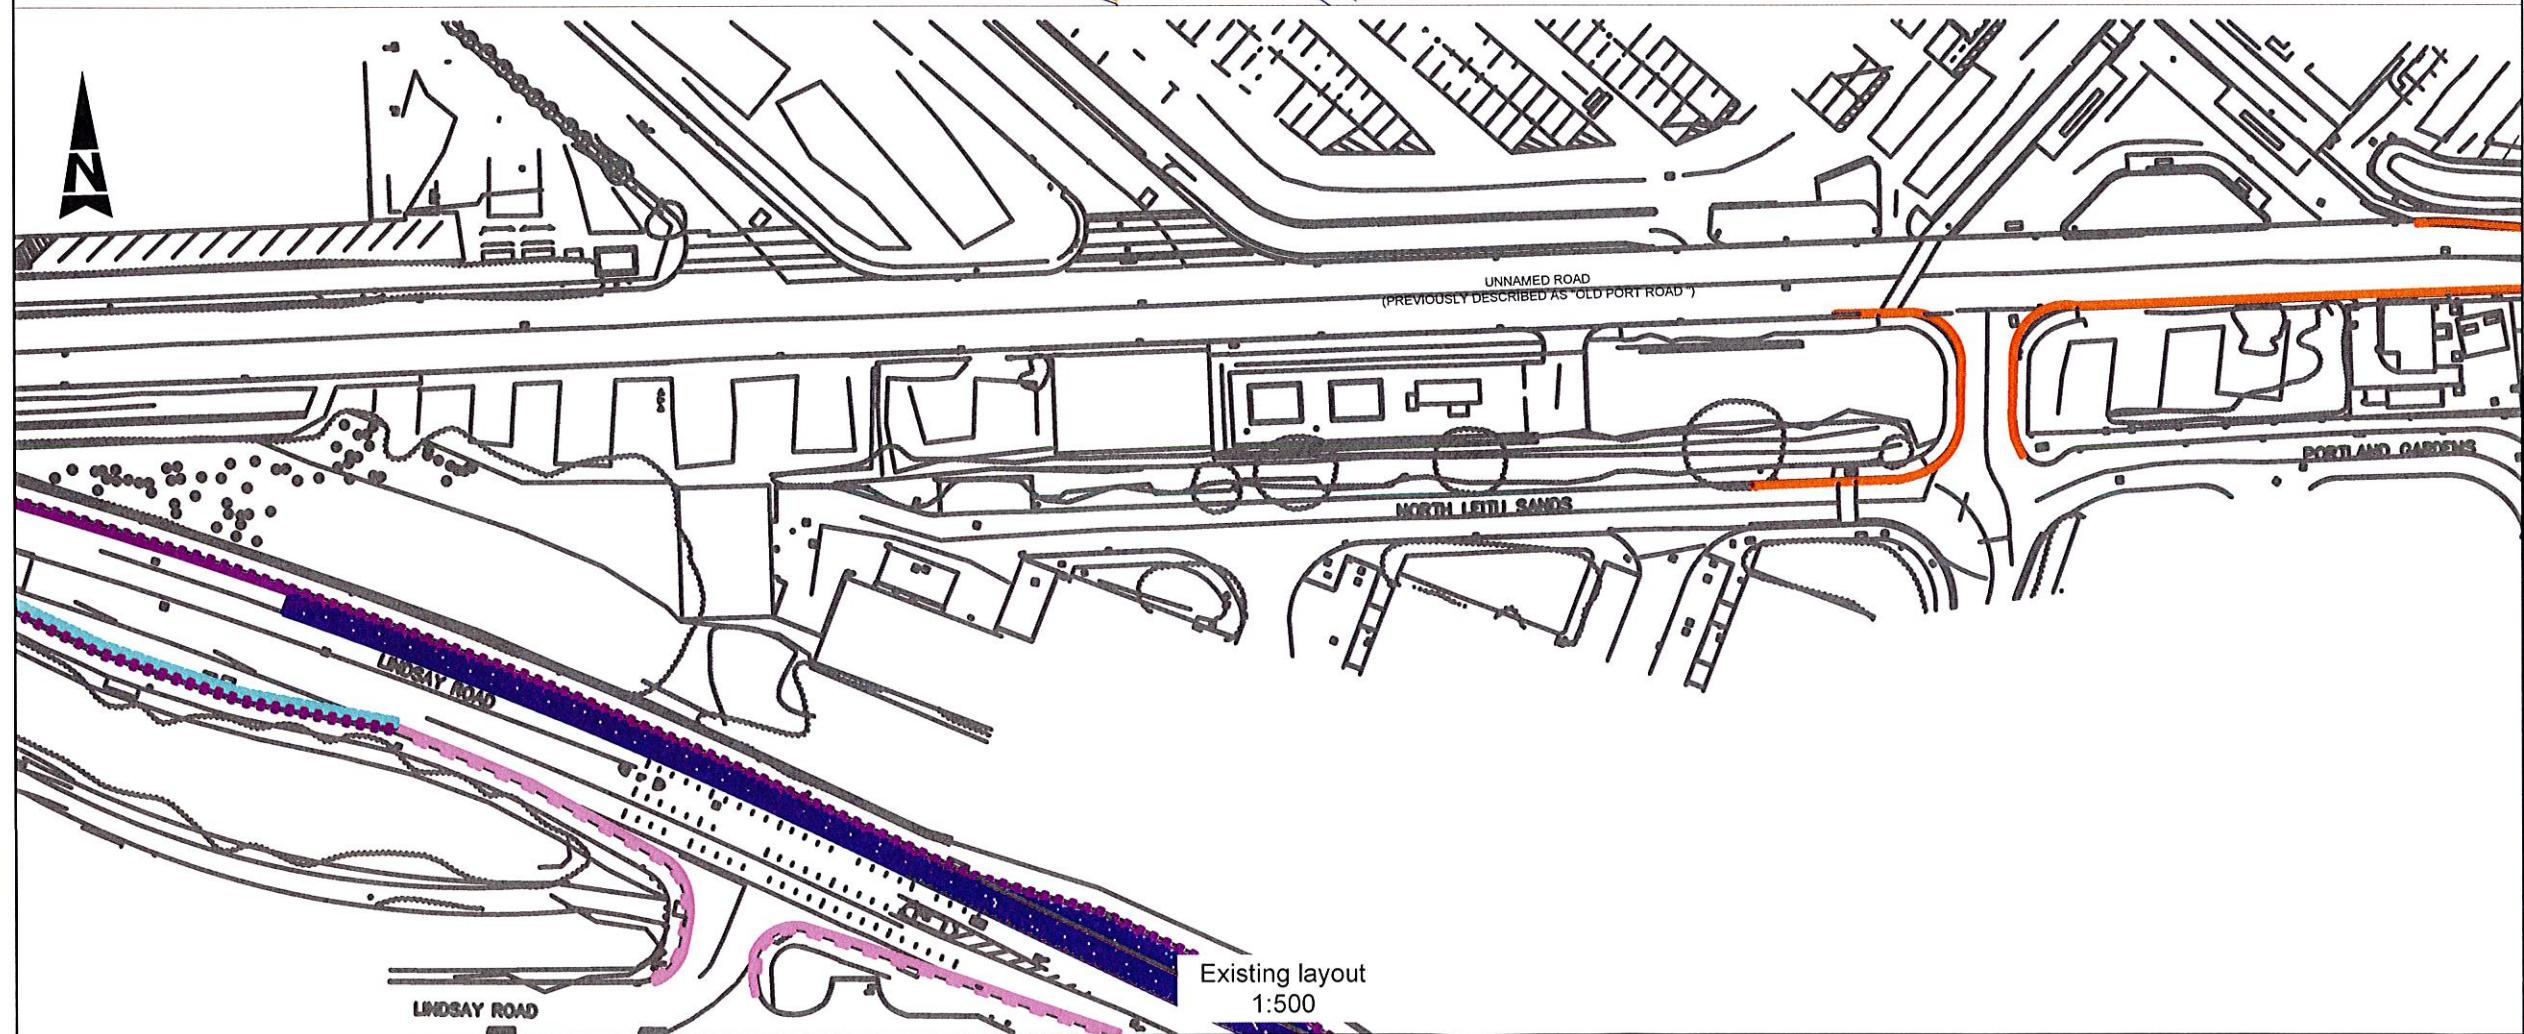 N
UNNAMED ROAD
(PREVIOUSLY DESCRIBED AS "OLD PORT ROAD ")
PORTLAND GARDENS
NORTH LEITH SANDS
LINDSAY ROAD
Existing layout
1:500
LINDSAY ROAD